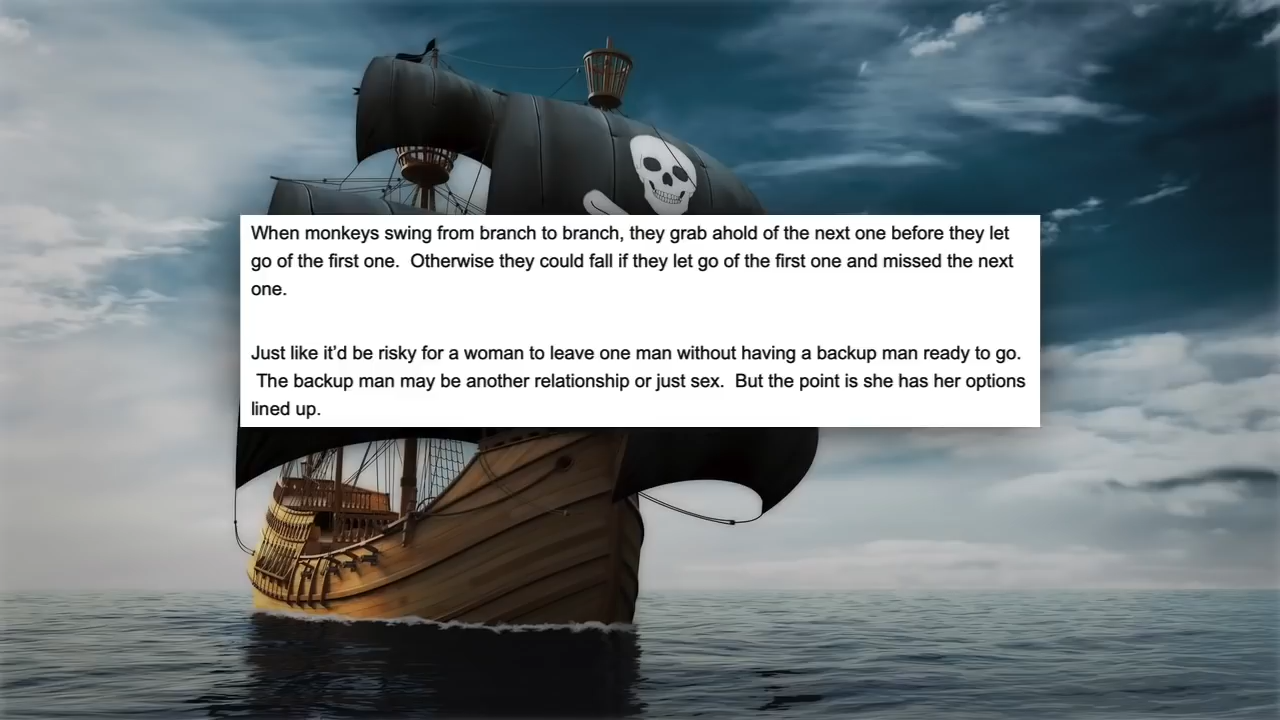 When monkeys swing from branch to branch, they grab ahold of the next one before they let
go of the first one.  Otherwise they could fall if they let go of the first one and missed the next
one.
Just like it’d be risky for a woman to leave one man without having a backup man ready to go.
 The backup man may be another relationship or just sex.  But the point is she has her options
lined up.